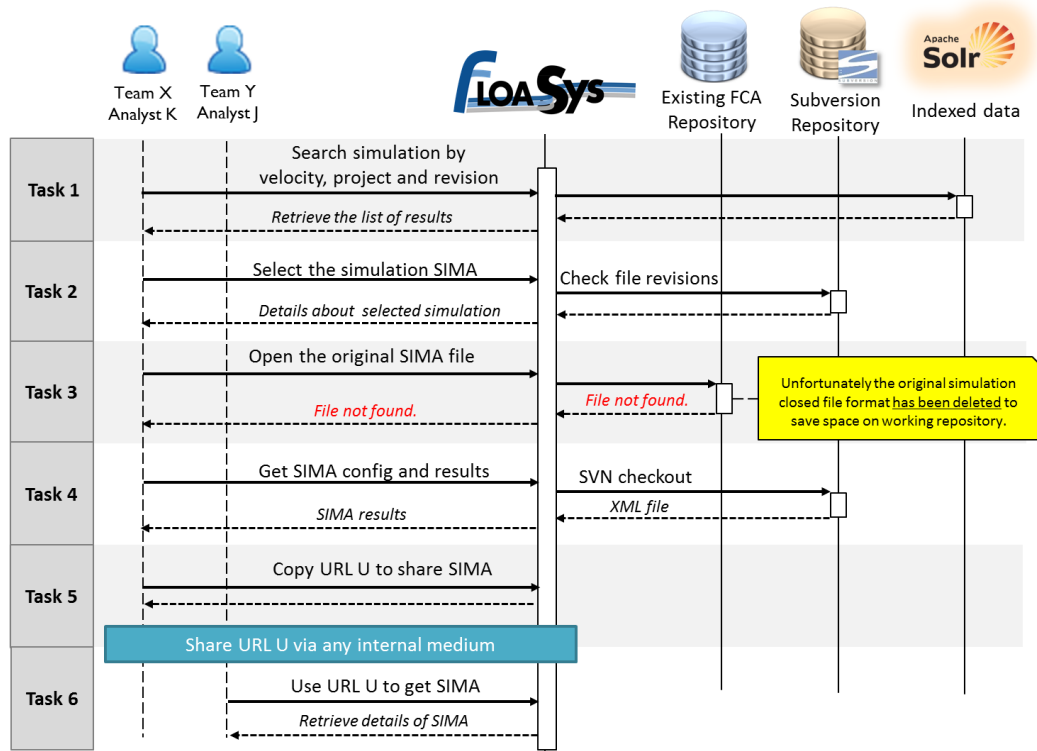 Team X
Analyst K
Team Y
Analyst J
FLOASYS
Existing FCA
Repository
Subversion
Repository
SUBVERSION
Apache
Solr
Indexed data
Task 1
Search simulation by
velocity, project and revision
Retrieve the list of results
Task 2
Select the simulation SIMA
Check file revisions
Details about selected simulation
Task 3
Open the original SIMA file
File not found.
File not found.
Unfortunately the original simulation
closed file format has been deleted to
save space on working repository.
Task 4
Get SIMA config and results
SVN checkout
SIMA results
XML file
Task 5
Copy URL U to share SIMA
Share URL U via any internal medium
Task 6
Use URL U to get SIMA
Retrieve details of SIMA